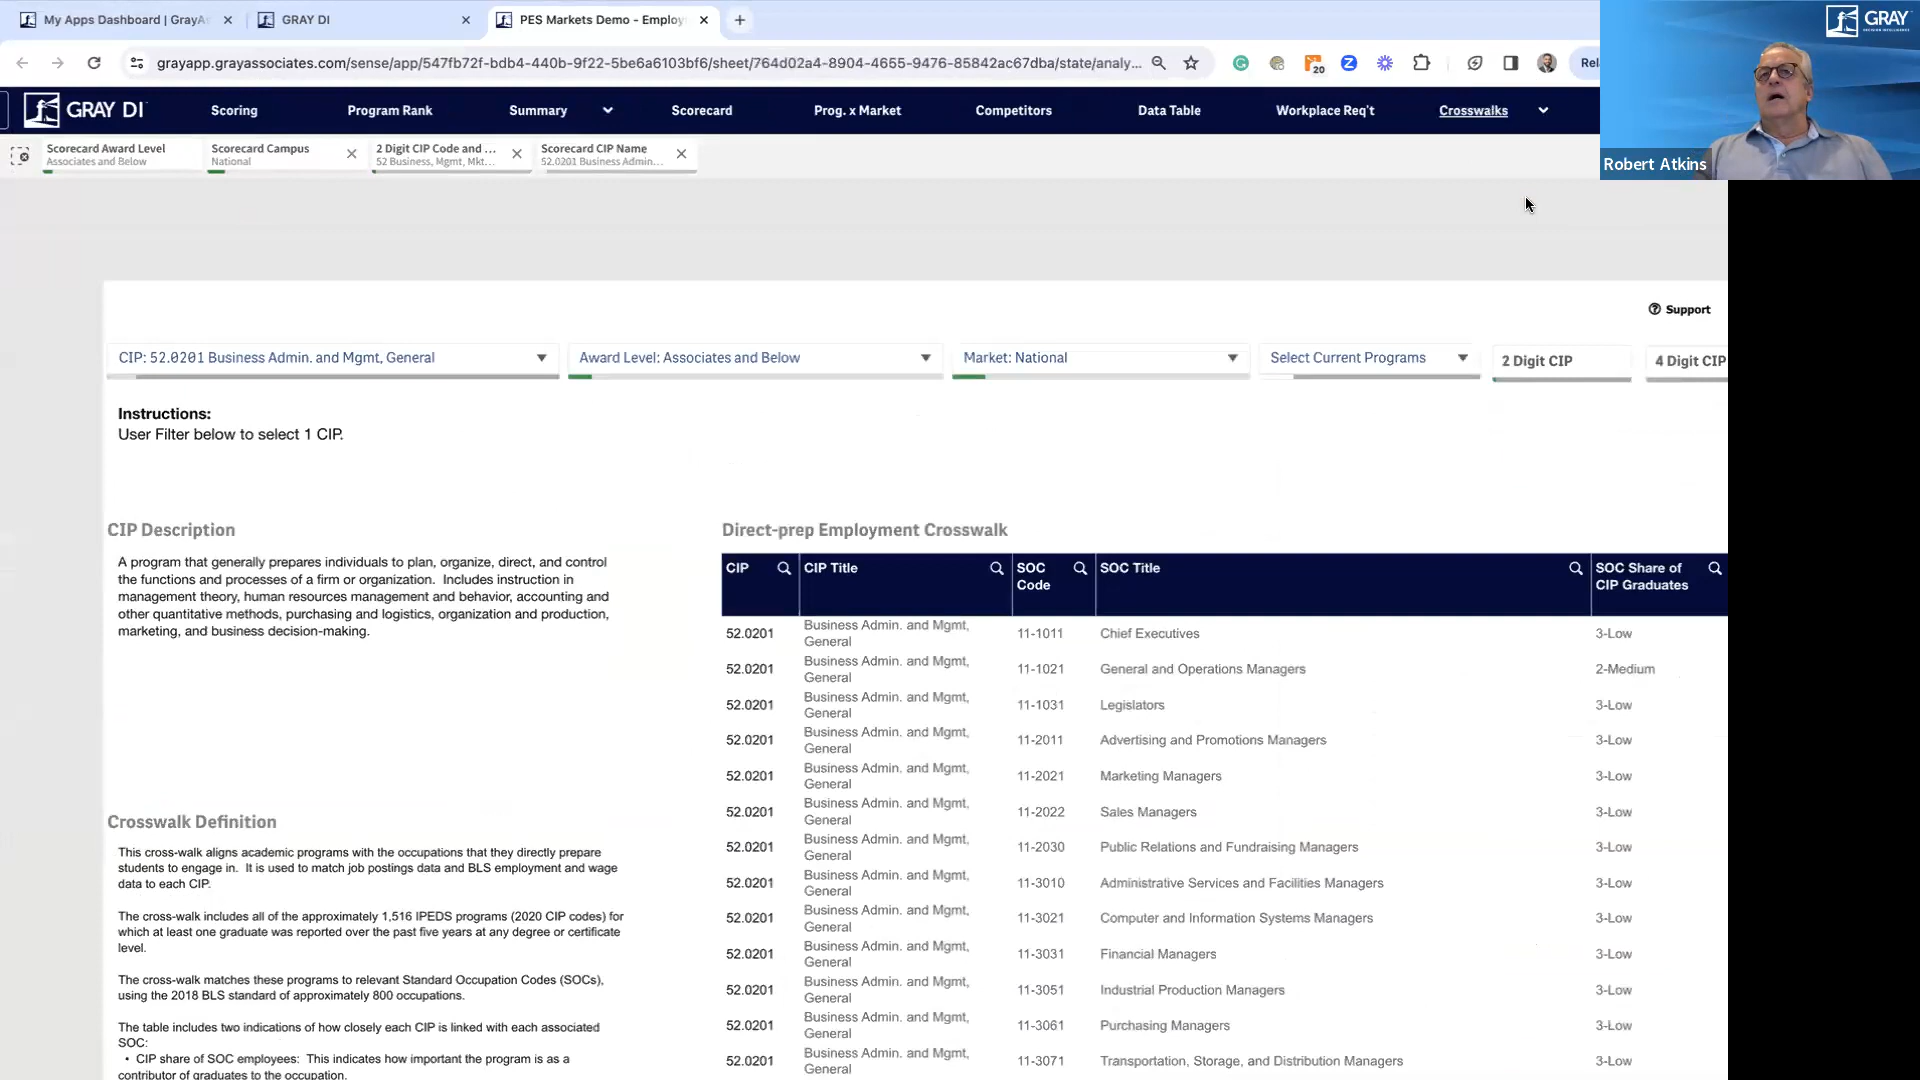 My Apps Dashboard | GrayA
GRAY DI
PES Markets Demo - Employ
GRAY
grayapp.grayassociates.com/sense/app/547fb72f-bdb4-440b-9f22-5be6a6103bf6/sheet/764d02a4-8904-4655-9476-85842ac67dba/state/analy...
20
Rel
GRAY DI
Scoring
Program Rank
Summary
Scorecard
Prog. x Market
Competitors
Data Table
Workplace Req't
Crosswalks
Robert Atkins
Scorecard Award Level
Associates and Below
Scorecard Campus
National
2 Digit CIP Code and ...
52 Business, Mgmt, Mkt...
Scorecard CIP Name
52.0201 Business Admin...
Support
CIP: 52.0201 Business Admin. and Mgmt, General
Award Level: Associates and Below
Market: National
Select Current Programs
2 Digit CIP
4 Digit CIP
Instructions:
User Filter below to select 1 CIP.
CIP Description
A program that generally prepares individuals to plan, organize, direct, and control
the functions and processes of a firm or organization. Includes instruction in
management theory, human resources management and behavior, accounting and
other quantitative methods, purchasing and logistics, organization and production,
marketing, and business decision-making.
Crosswalk Definition
This cross-walk aligns academic programs with the occupations that they directly prepare
students to engage in. It is used to match job postings data and BLS employment and wage
data to each CIP.
The cross-walk includes all of the approximately 1,516 IPEDS programs (2020 CIP codes) for
which at least one graduate was reported over the past five years at any degree or certificate
level.
The cross-walk matches these programs to relevant Standard Occupation Codes (SOCs),
using the 2018 BLS standard of approximately 800 occupations.
The table includes two indications of how closely each CIP is linked with each associated
SOC:
• CIP share of SOC employees: This indicates how important the program is as a
contributor of graduates to the occupation.
Direct-prep Employment Crosswalk
CIP CIP Title SOC Code SOC Title SOC Share of CIP Graduates
52.0201 Business Admin. and Mgmt, General 11-1011 Chief Executives 3-Low
52.0201 Business Admin. and Mgmt, General 11-1021 General and Operations Managers 2-Medium
52.0201 Business Admin. and Mgmt, General 11-1031 Legislators 3-Low
52.0201 Business Admin. and Mgmt, General 11-2011 Advertising and Promotions Managers 3-Low
52.0201 Business Admin. and Mgmt, General 11-2021 Marketing Managers 3-Low
52.0201 Business Admin. and Mgmt, General 11-2022 Sales Managers 3-Low
52.0201 Business Admin. and Mgmt, General 11-2030 Public Relations and Fundraising Managers 3-Low
52.0201 Business Admin. and Mgmt, General 11-3010 Administrative Services and Facilities Managers 3-Low
52.0201 Business Admin. and Mgmt, General 11-3021 Computer and Information Systems Managers 3-Low
52.0201 Business Admin. and Mgmt, General 11-3031 Financial Managers 3-Low
52.0201 Business Admin. and Mgmt, General 11-3051 Industrial Production Managers 3-Low
52.0201 Business Admin. and Mgmt, General 11-3061 Purchasing Managers 3-Low
52.0201 Business Admin. and Mgmt, General 11-3071 Transportation, Storage, and Distribution Managers 3-Low